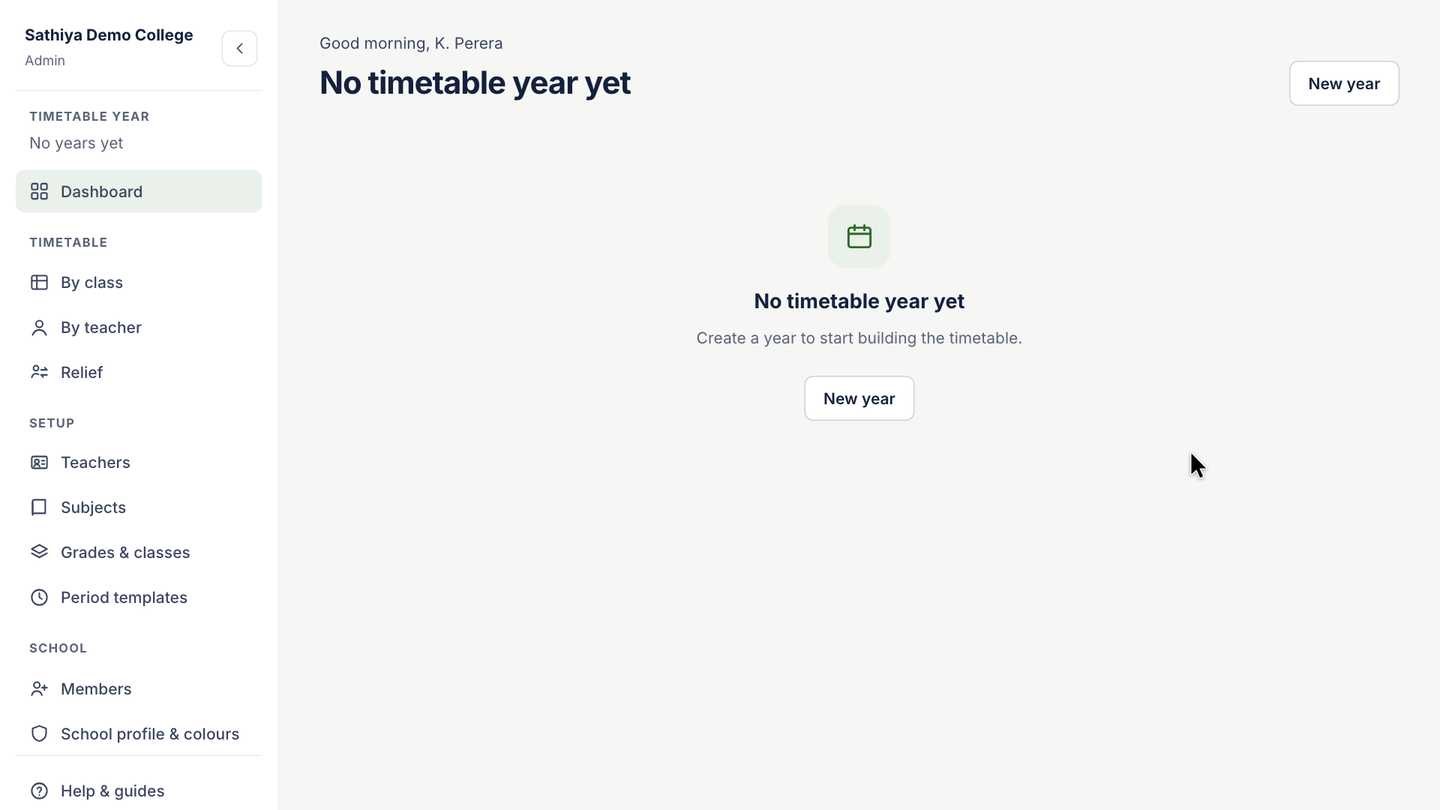 Sathiya Demo College
Admin
TIMETABLE YEAR
No years yet
Dashboard
TIMETABLE
By class
By teacher
Relief
SETUP
Teachers
Subjects
Grades & classes
Period templates
SCHOOL
Members
School profile & colours
Help & guides
Good morning, K. Perera
No timetable year yet
New year
No timetable year yet
Create a year to start building the timetable.
New year